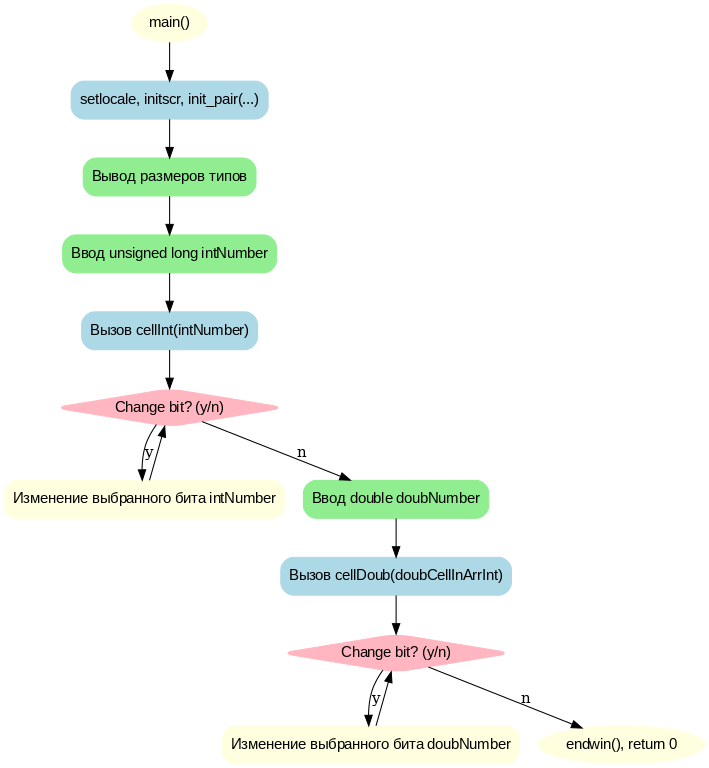 main()
setlocale, initscr, init_pair(...)
Вывод размеров типов
Ввод unsigned long intNumber
Вызов cellInt(intNumber)
Change bit? (y/n)
y
n
Изменение выбранного бита intNumber
Ввод double doubNumber
Вызов cellDoub(doubCellInArrInt)
Change bit? (y/n)
y
n
Изменение выбранного бита doubNumber
endwin(), return 0